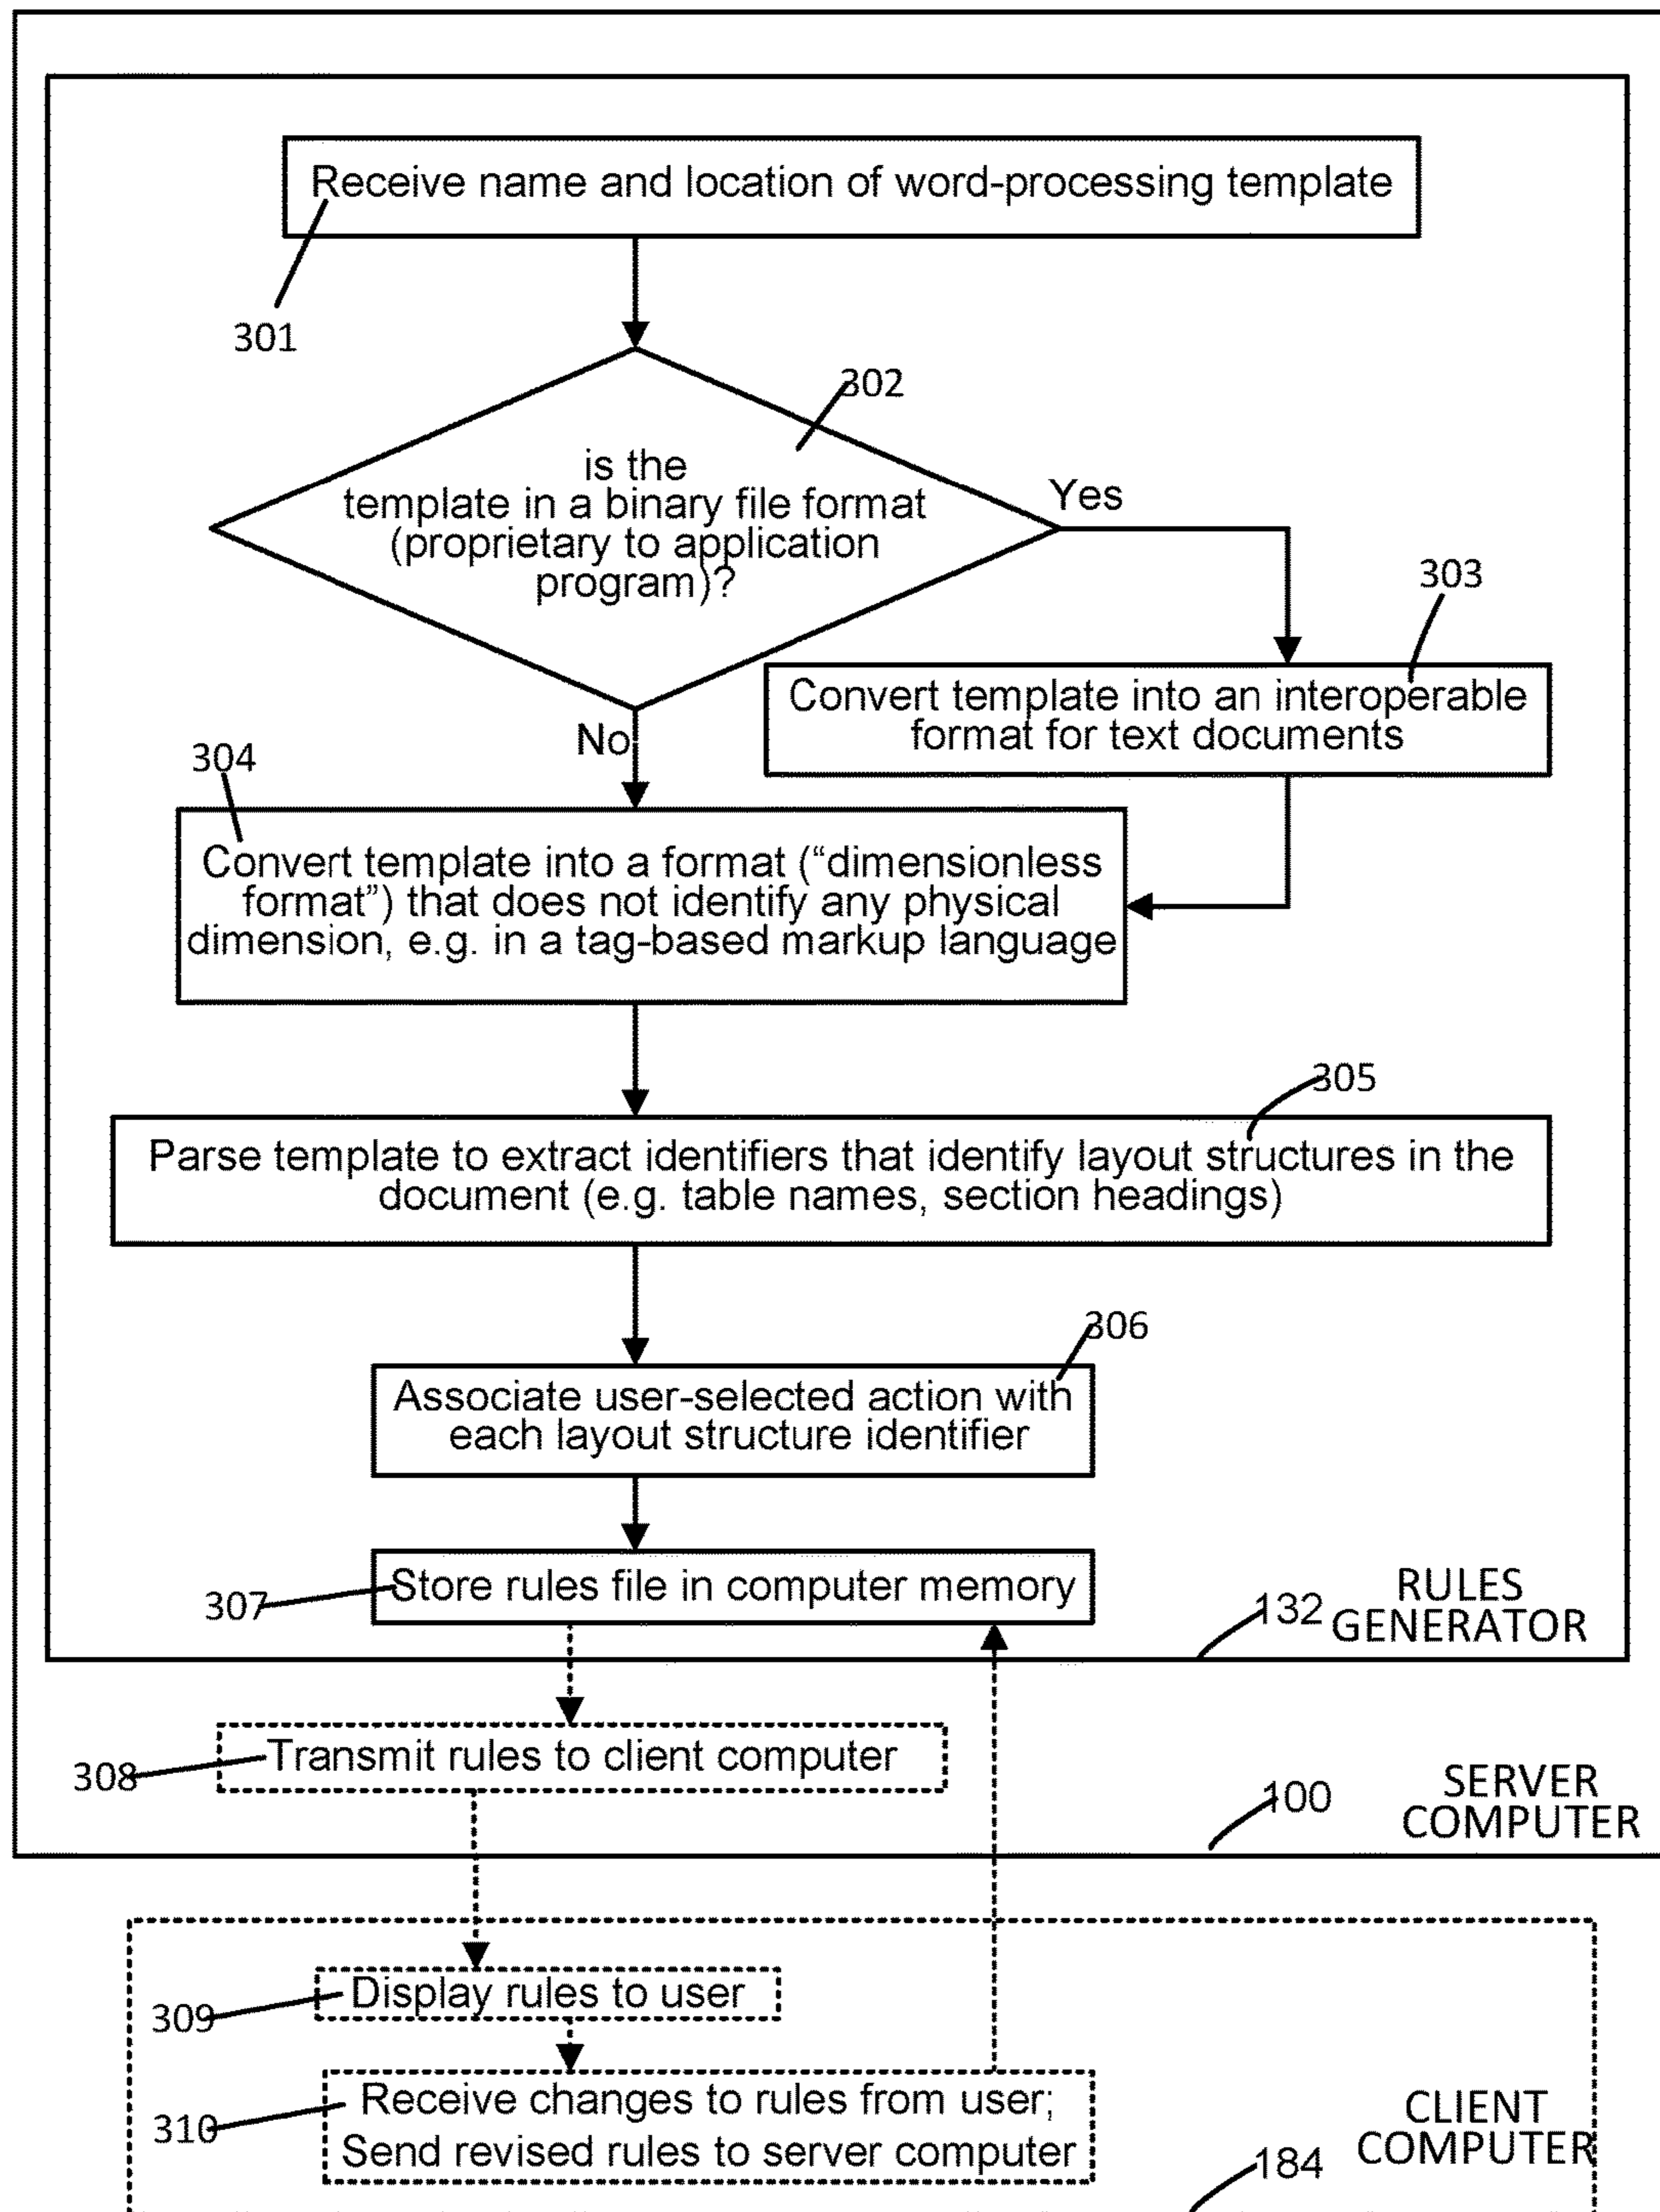 Receive name and location of word-processing template
301
302
is the
template in a binary file format
(proprietary to application
program)?
Yes
303
Convert template into an interoperable
format for text documents
No
304
Convert template into a format (“dimensionless
format”) that does not identify any physical
dimension, e.g. in a tag-based markup language
305
Parse template to extract identifiers that identify layout structures in the
document (e.g. table names, section headings)
306
Associate user-selected action with
each layout structure identifier
Store rules file in computer memory
307
132
RULES
GENERATOR
Transmit rules to client computer
308
100
SERVER
COMPUTER
Display rules to user
309
Receive changes to rules from user;
Send revised rules to server computer
310
CLIENT
COMPUTER
184